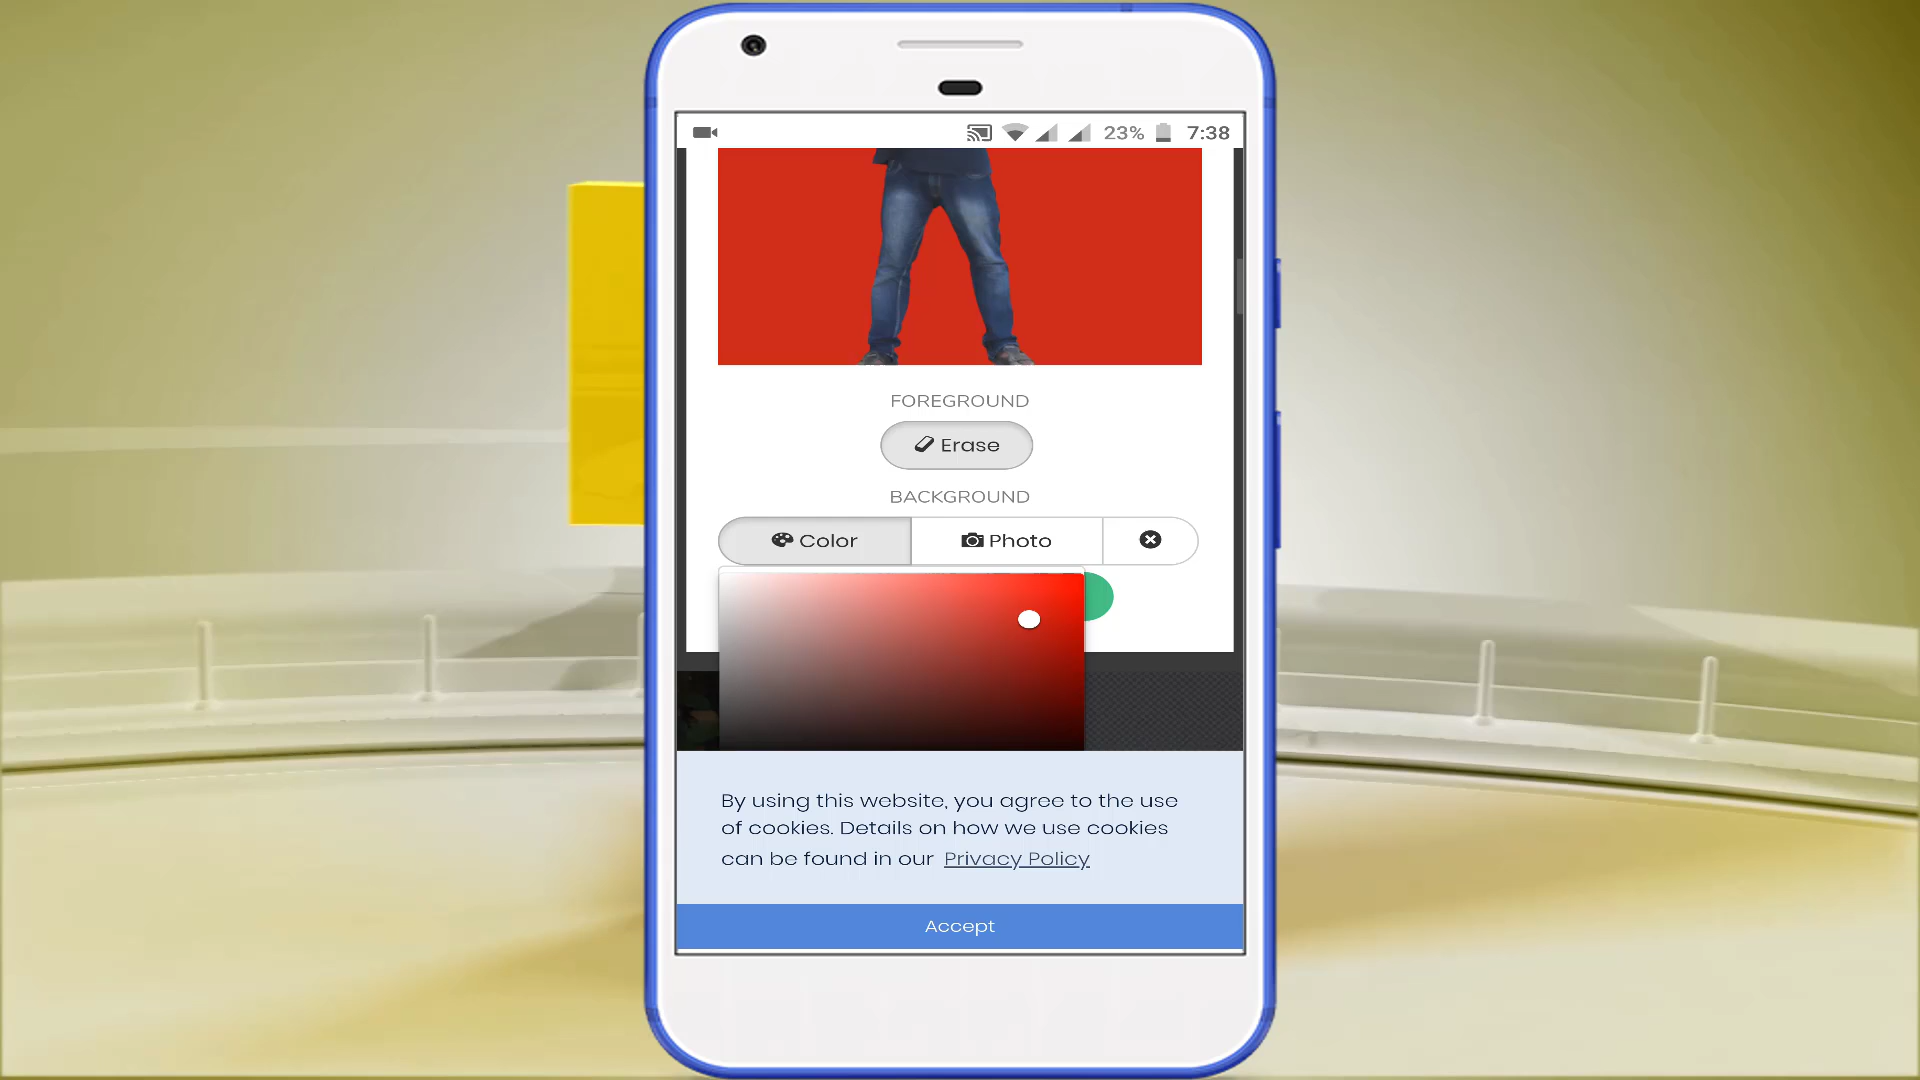 23% 7:38
FOREGROUND
Erase
BACKGROUND
Color Photo
By using this website, you agree to the use
of cookies. Details on how we use cookies
can be found in our Privacy Policy
Accept